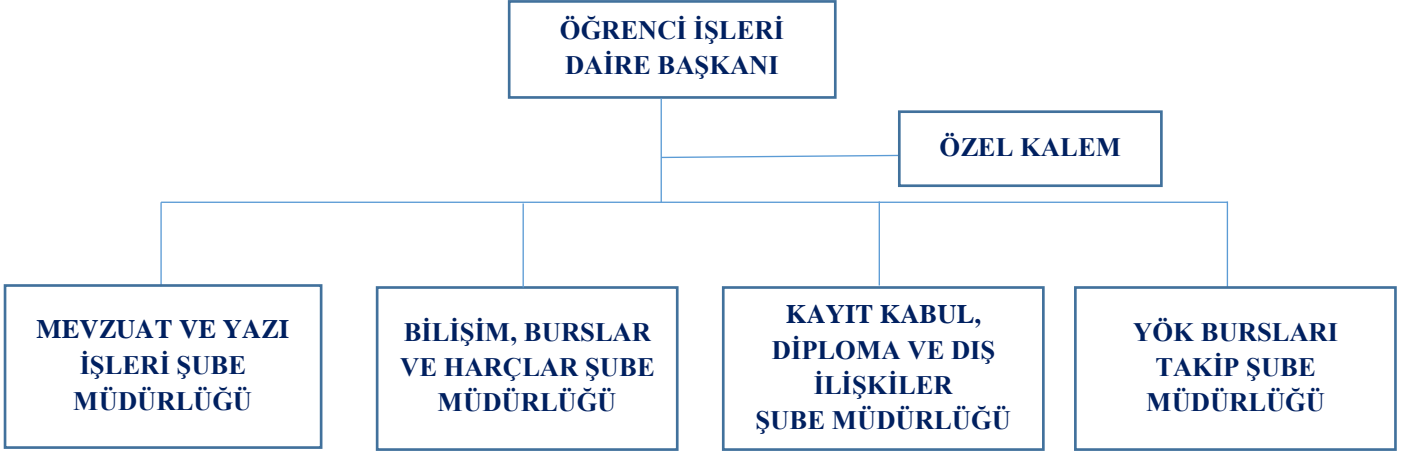 ÖĞRENCİ İŞLERİ
DAİRE BAŞKANI
ÖZEL KALEM
MEVZUAT VE YAZI
İŞLERİ ŞUBE
MÜDÜRLÜĞÜ
BİLİŞİM, BURSLAR
VE HARÇLAR ŞUBE
MÜDÜRLÜĞÜ
KAYIT KABUL,
DİPLOMA VE DIŞ
İLİŞKİLER
ŞUBE MÜDÜRLÜĞÜ
YÖK BURSLARI
TAKİP ŞUBE
MÜDÜRLÜĞÜ